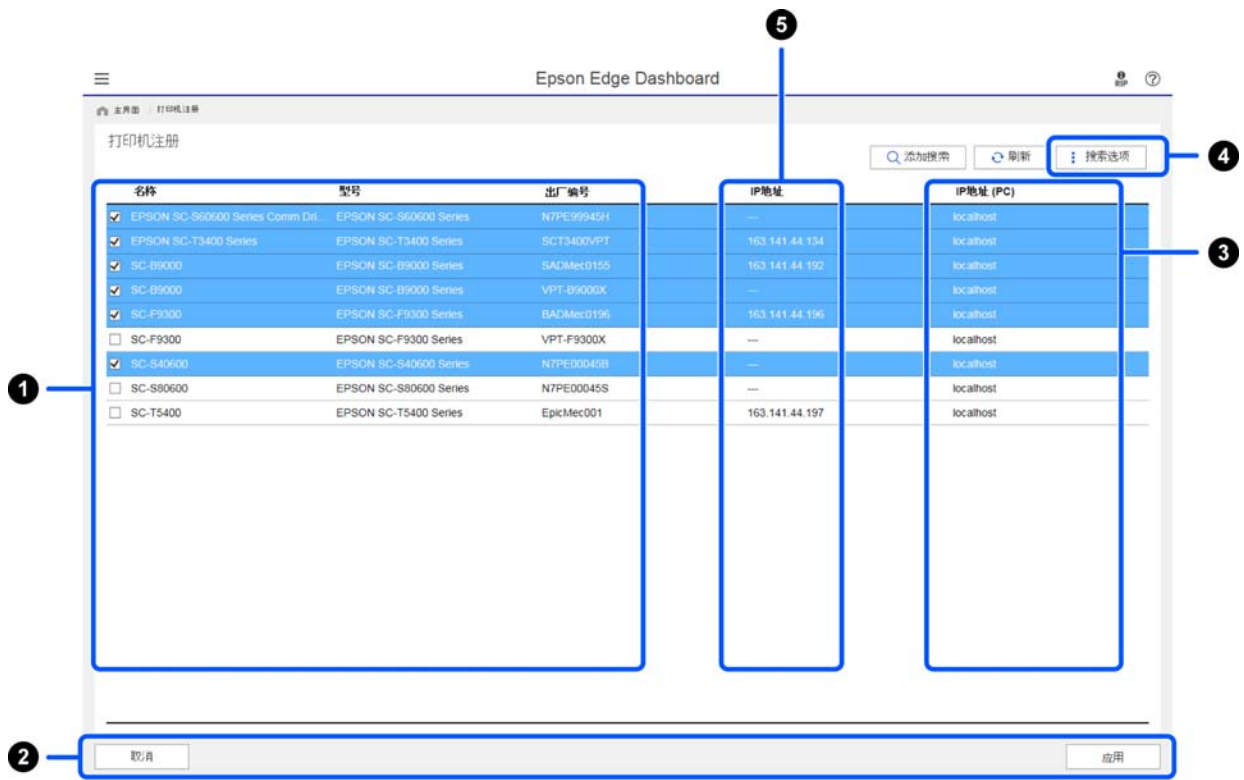 5
Epson Edge Dashboard
RIP
主界面 打印机注册
打印机注册
添加搜索 刷新 搜索选项 4
名称 型号 出厂编号 IP地址 IP地址 (PC)
EPSON SC-S60600 Series Comm Dri... EPSON SC-S60600 Series N7PE99945H --- localhost
EPSON SC-T3400 Series EPSON SC-T3400 Series SCT3400VPT 163.141.44.134 localhost
3
SC-B9000 EPSON SC-B9000 Series SADMec0155 163.141.44.192 localhost
SC-B9000 EPSON SC-B9000 Series VPT-B9000X --- localhost
SC-F9300 EPSON SC-F9300 Series BADMec0196 163.141.44.196 localhost
SC-F9300 EPSON SC-F9300 Series VPT-F9300X --- localhost
SC-S40600 EPSON SC-S40600 Series N7PE00045B --- localhost
1
SC-S80600 EPSON SC-S80600 Series N7PE00045S --- localhost
SC-T5400 EPSON SC-T5400 Series EpicMec001 163.141.44.197 localhost
2
取消 应用